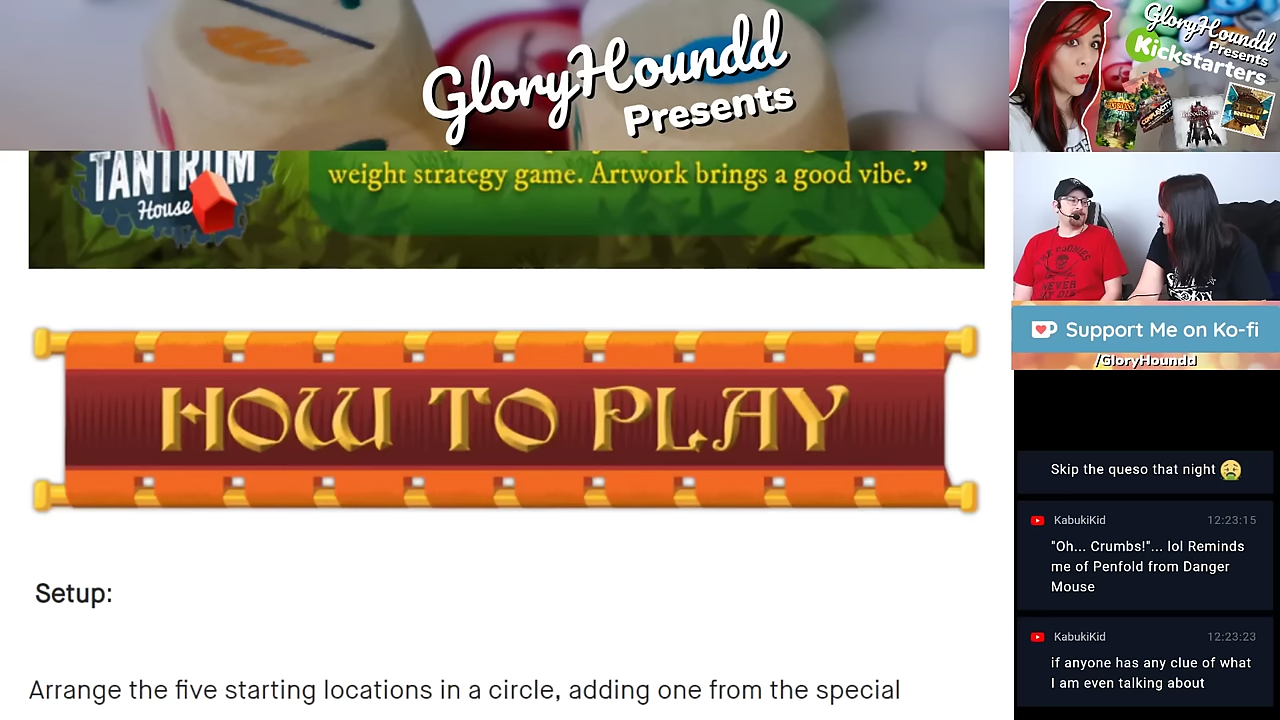 GloryHoundd
Presents
GloryHoundd
Presents
Kickstarters
TANTRUM
House
weight strategy game. Artwork brings a good vibe.”
HOW TO PLAY
Setup:
Arrange the five starting locations in a circle, adding one from the special
Support Me on Ko-fi
/GloryHoundd
Skip the queso that night
KabukiKid 12:23:15
"Oh... Crumbs!"... lol Reminds
me of Penfold from Danger
Mouse
KabukiKid 12:23:23
if anyone has any clue of what
I am even talking about